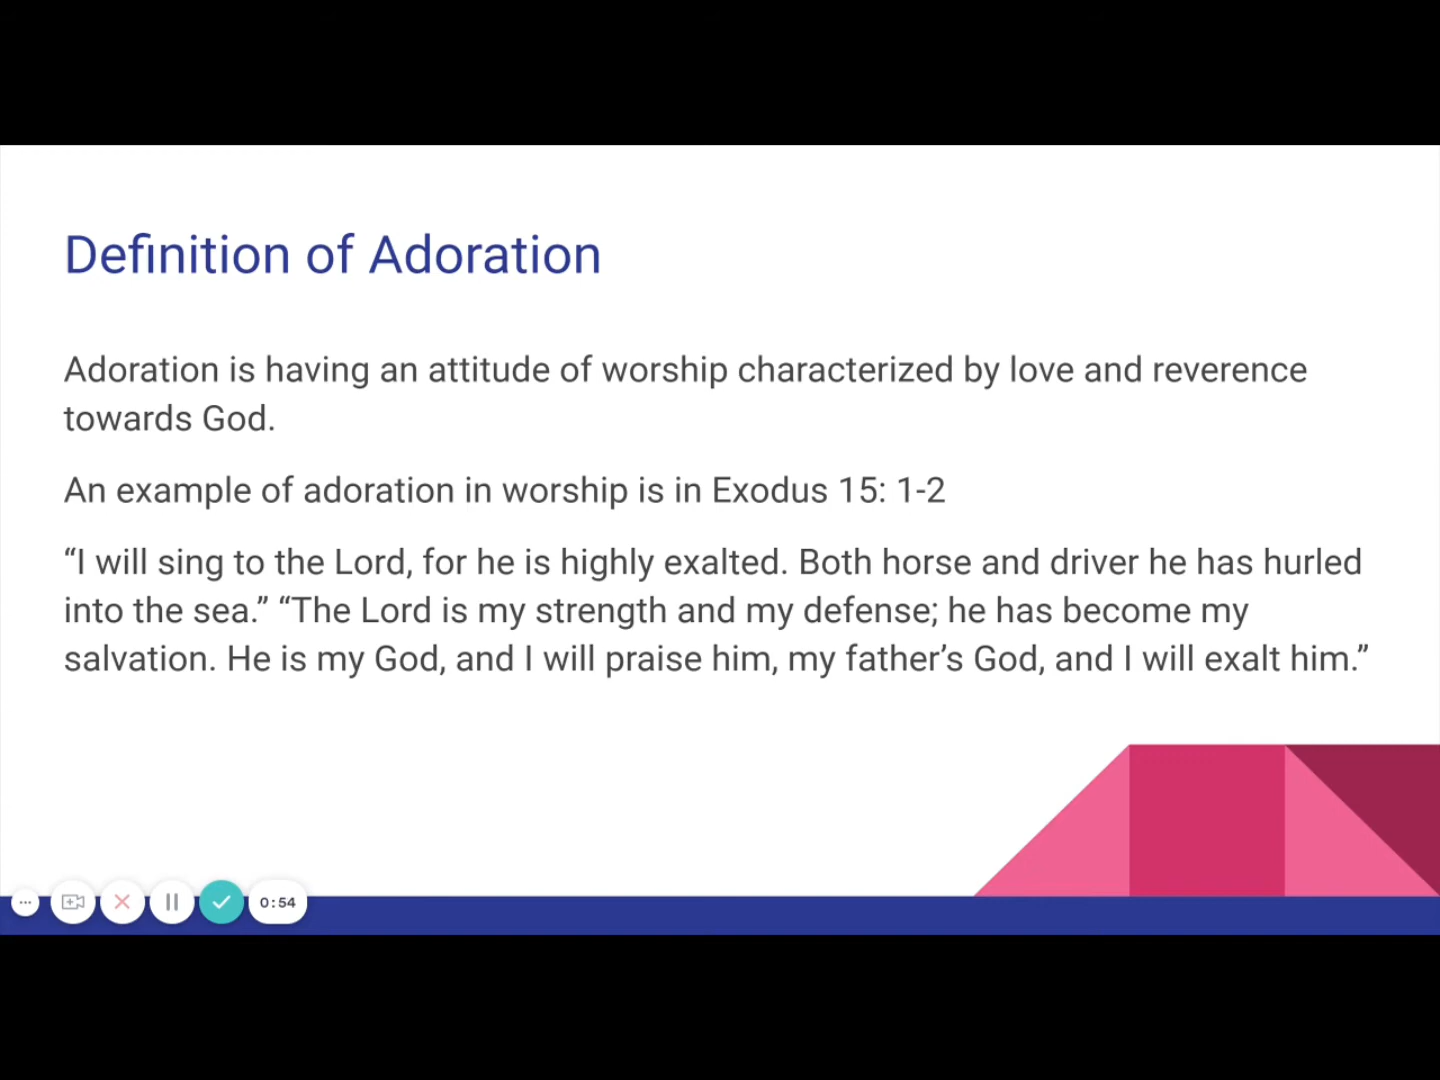 Definition of Adoration
Adoration is having an attitude of worship characterized by love and reverence
towards God.
An example of adoration in worship is in Exodus 15: 1-2
“I will sing to the Lord, for he is highly exalted. Both horse and driver he has hurled
into the sea.” “The Lord is my strength and my defense; he has become my
salvation. He is my God, and I will praise him, my father’s God, and I will exalt him.”
0:54